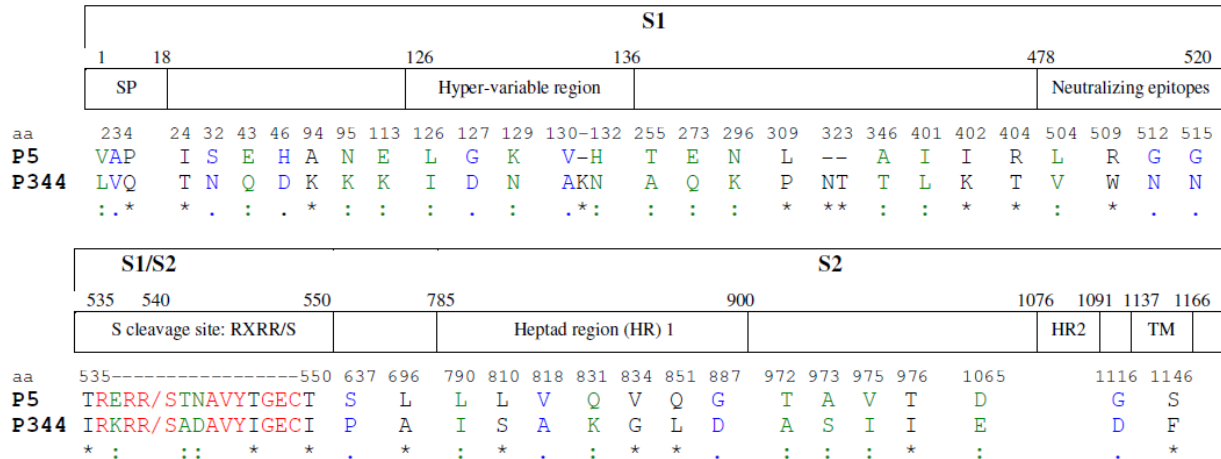 S1
1 18 126 136 478 520
SP Hyper-variable region Neutralizing epitopes
aa 234 24 32 43 46 94 95 113 126 127 129 130-132 255 273 296 309 323 346 401 402 404 504 509 512 515
P5 VAP I S E H A N E L G K V-H T E N L -- A I I R L R G G
P344 LVQ T N Q D K K K I D N AKN A Q K P NT T L K T V W N N
:.* * . : . * : : : . : .*: : : : * ** : : * * : * . .
S1/S2 S2
535 540 550 785 900 1076 1091 1137 1166
S cleavage site: RXRR/S Heptad region (HR) 1 HR2 TM
aa 535-----------------550 637 696 790 810 818 831 834 851 887 972 973 975 976 1065 1116 1146
P5 TRERR/STNAVYTGECT S L L L V Q V Q G T A V T D G S
P344 IRKRR/SADAVYIGECI P A I S A K G L D A S I I E D F
* : :: * * . * : * . : * * . : : : * : . *